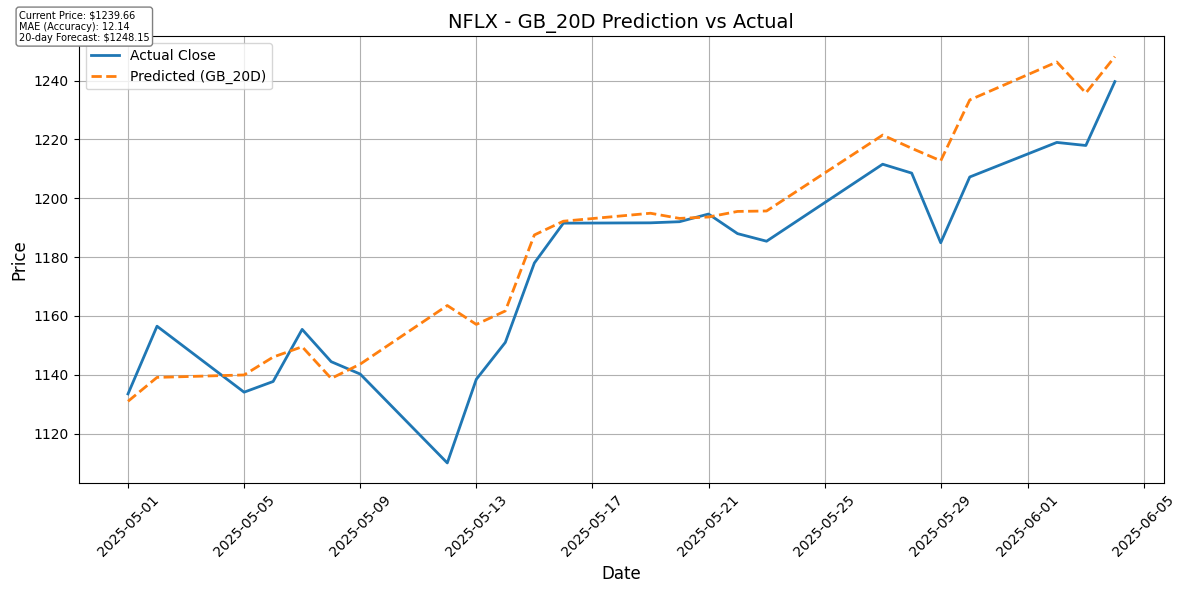 NFLX - GB_20D Prediction vs Actual
Current Price: $1239.66
MAE (Accuracy): 12.14
20-day Forecast: $1248.15
Actual Close
Predicted (GB_20D)
Price
1240
1220
1200
1180
1160
1140
1120
2025-05-01
2025-05-05
2025-05-09
2025-05-13
2025-05-17
2025-05-21
2025-05-25
2025-05-29
2025-06-01
2025-06-05
Date